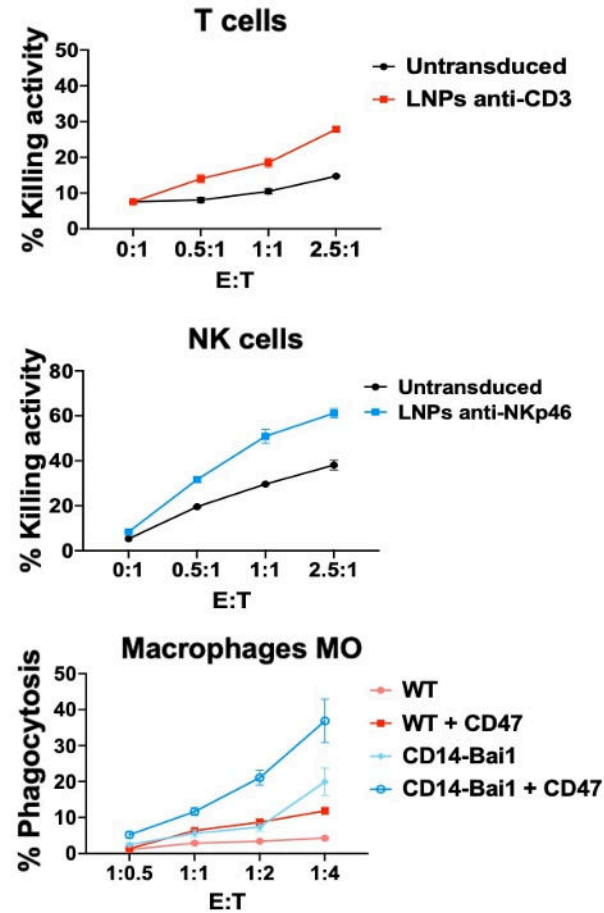 T cells
% Killing activity
50
40
30
20
10
0
0:1 0.5:1 1:1 2.5:1
E:T
Untransduced
LNPs anti-CD3
NK cells
% Killing activity
80
60
40
20
0
0:1 0.5:1 1:1 2.5:1
E:T
Untransduced
LNPs anti-NKp46
Macrophages MO
% Phagocytosis
50
40
30
20
10
0
1:0.5 1:1 1:2 1:4
E:T
WT
WT + CD47
CD14-Bai1
CD14-Bai1 + CD47